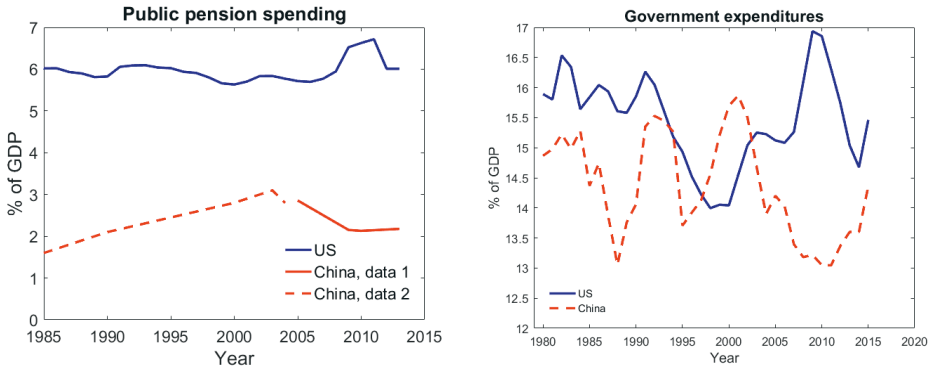 Public pension spending
7
6
5
4
3
2
1
0
% of GDP
US
China, data 1
China, data 2
1985 1990 1995 2000 2005 2010 2015
Year
Government expenditures
17
16.5
16
15.5
15
14.5
14
13.5
13
12.5
12
% of GDP
US
China
1980 1985 1990 1995 2000 2005 2010 2015 2020
Year